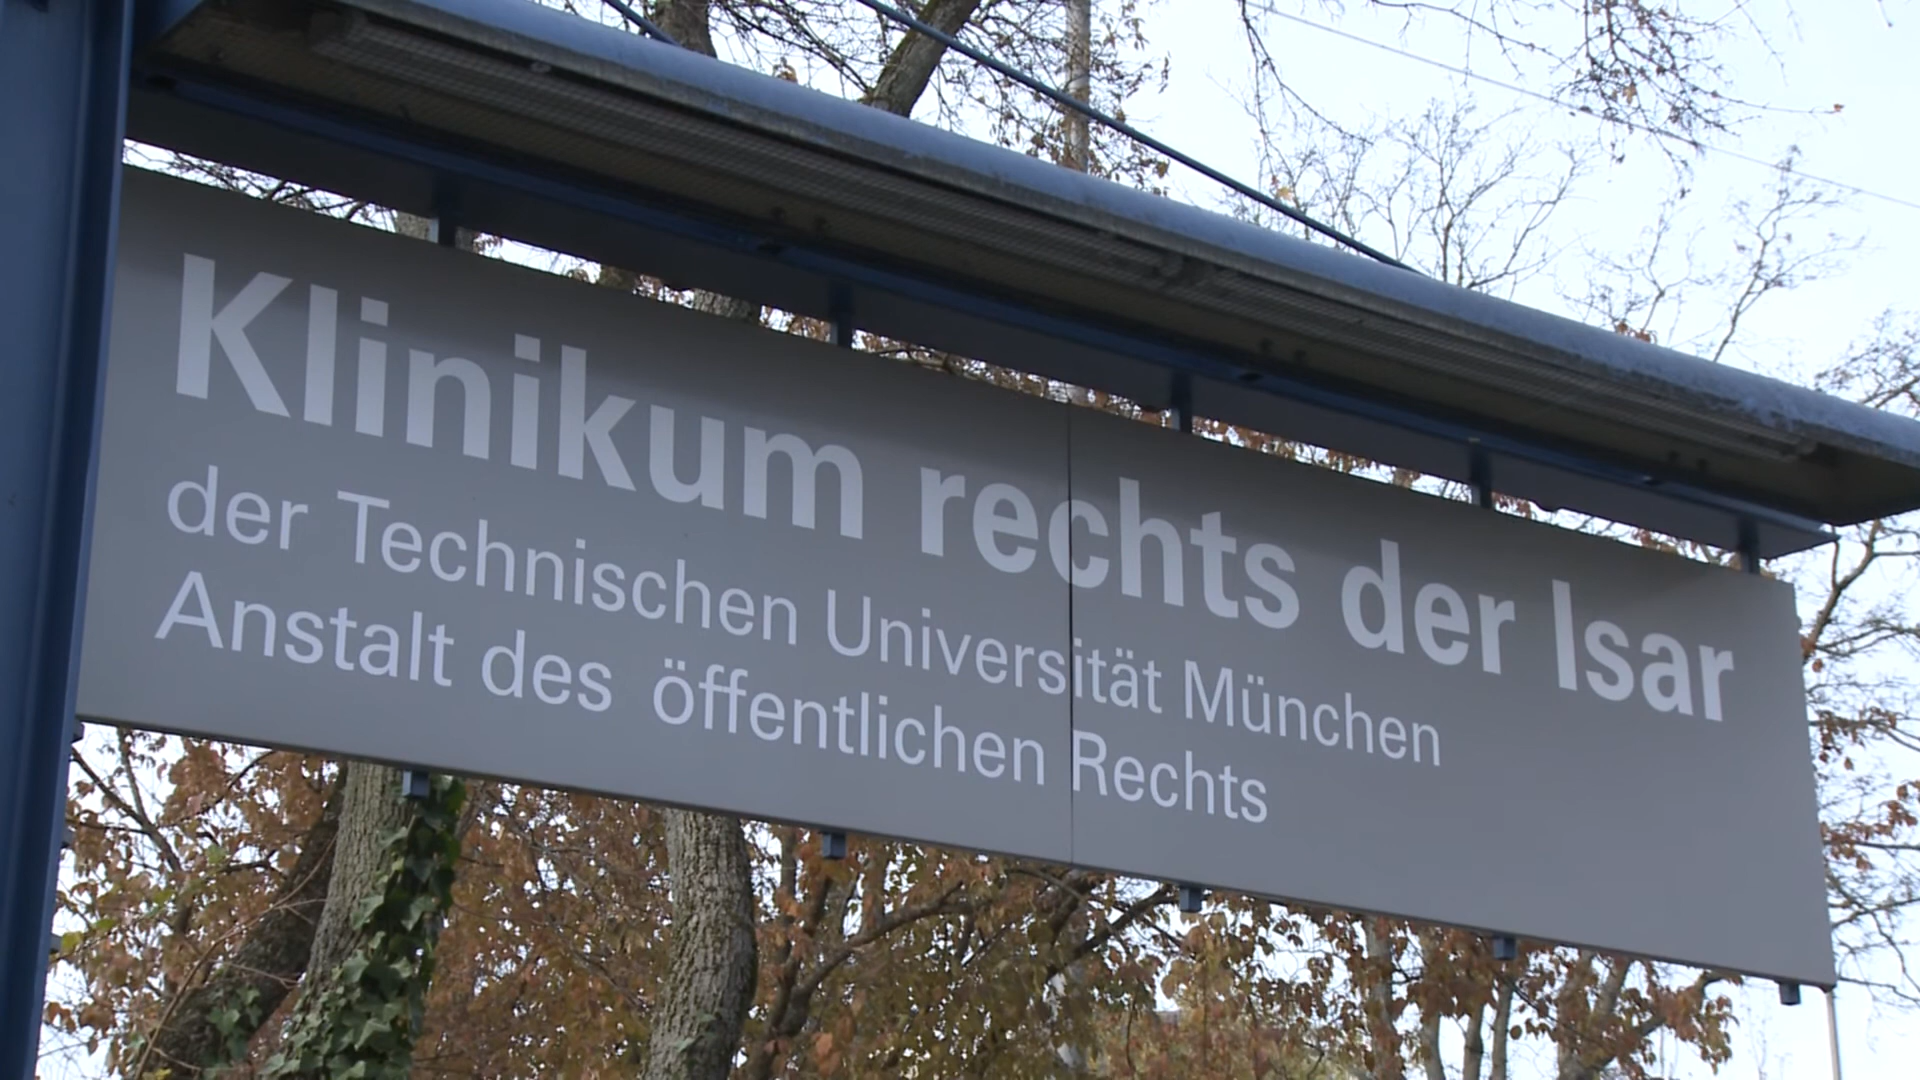 Klinikum rechts der Isar
der Technischen Universität München
Anstalt des öffentlichen Rechts